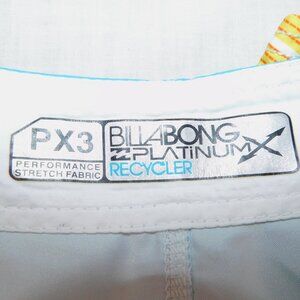 PX3
PERFORMANCE
STRETCH FABRIC
BILLABONG
PLATINUM X
RECYCLER